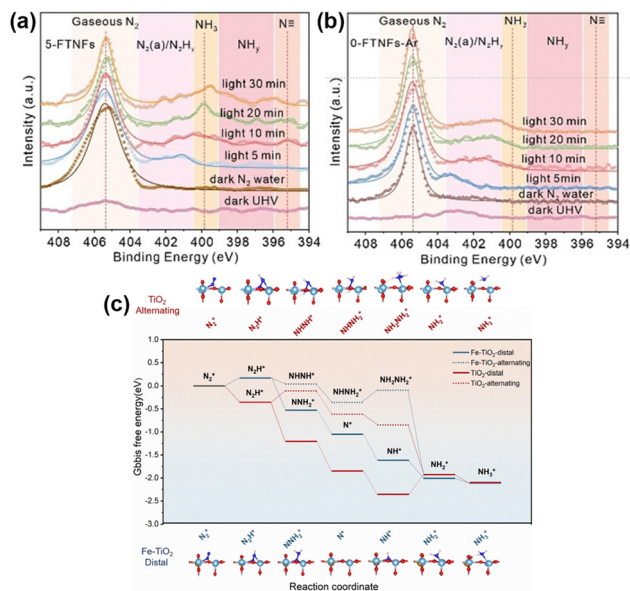 (a)
Gaseous N₂
NH₃
N≡
5-FTNFs
N₂(a)/N₂Hᵧ
NHᵧ
light 30 min
light 20 min
light 10 min
light 5 min
dark N₂ water
dark UHV
Intensity (a.u.)
408 406 404 402 400 398 396 394
Binding Energy (eV)
(b)
Gaseous N₂
NH₃
N≡
0-FTNFs-Ar
N₂(a)/N₂Hᵧ
NHᵧ
light 30 min
light 20 min
light 10 min
light 5min
dark N₂ water
dark UHV
Intensity (a.u.)
408 406 404 402 400 398 396 394
Binding Energy (eV)
(c)
TiO₂
Alternating
N₂* N₂H* NHNH* NHNH₂* NH₂NH₂* NH₂* NH₃*
Gbbis free energy(eV)
1.0
0.5
0.0
-0.5
-1.0
-1.5
-2.0
-2.5
-3.0
Fe-TiO₂-distal
Fe-TiO₂-alternating
TiO₂-distal
TiO₂-alternating
N₂*
N₂H*
NHNH*
NHNH₂*
NH₂NH₂*
N₂H*
NNH₂*
N*
NH*
NH₂*
NH₃*
N₂* N₂H* NNH₂* N* NH* NH₂* NH₃*
Fe-TiO₂
Distal
Reaction coordinate